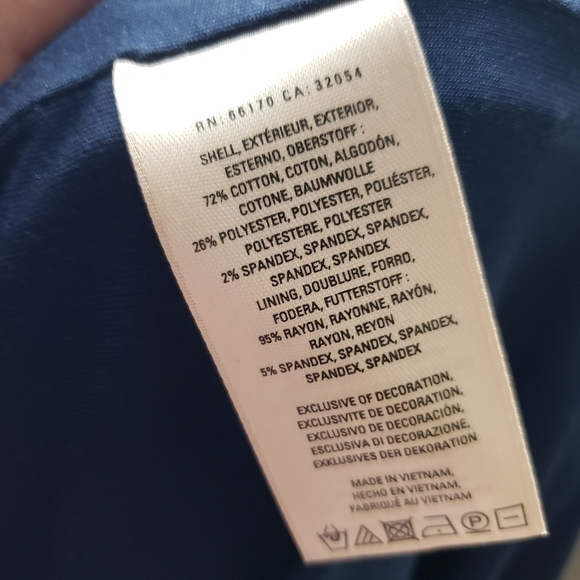 RN: 66170 CA: 32054
SHELL, EXTÉRIEUR, EXTERIOR,
ESTERNO, OBERSTOFF:
72% COTTON, COTON, ALGODÓN,
COTONE, BAUMWOLLE
26% POLYESTER, POLYESTER, POLIÉSTER,
POLYESTERE, POLYESTER
2% SPANDEX, SPANDEX, SPANDEX,
SPANDEX, SPANDEX
LINING, DOUBLURE, FORRO,
FODERA, FUTTERSTOFF:
95% RAYON, RAYONNE, RAYÓN,
RAYON, REYON
5% SPANDEX, SPANDEX, SPANDEX,
SPANDEX, SPANDEX
EXCLUSIVE OF DECORATION,
EXCLUSIVITE DE DECORATION,
EXCLUSIVO DE DECORACIÓN,
ESCLUSIVA DI DECORAZIONE,
EXKLUSIVES DER DEKORATION
MADE IN VIETNAM,
HECHO EN VIETNAM,
FABRIQUÉ AU VIETNAM
P